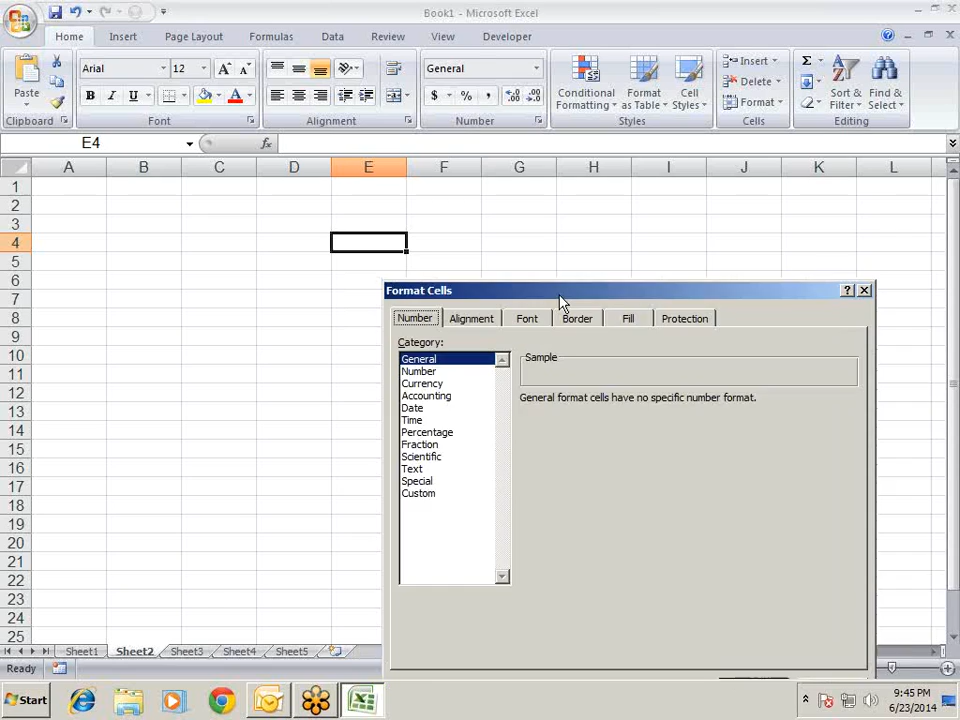 Book1 - Microsoft Excel
Home Insert Page Layout Formulas Data Review View Developer
Paste
Clipboard
Arial 12
B I U
Font
Alignment
General
$ % ,
Number
Conditional Formatting
Format as Table
Cell Styles
Styles
Insert
Delete
Format
Cells
Sort & Filter
Find & Select
Editing
E4 fx
A B C D E F G H I J K L
1
2
3
4
5
6
7
8
9
10
11
12
13
14
15
16
17
18
19
20
21
22
23
24
25
Format Cells
Number Alignment Font Border Fill Protection
Category:
General
Number
Currency
Accounting
Date
Time
Percentage
Fraction
Scientific
Text
Special
Custom
Sample
General format cells have no specific number format.
Sheet1 Sheet2 Sheet3 Sheet4 Sheet5
Ready
Start
9:45 PM
6/23/2014